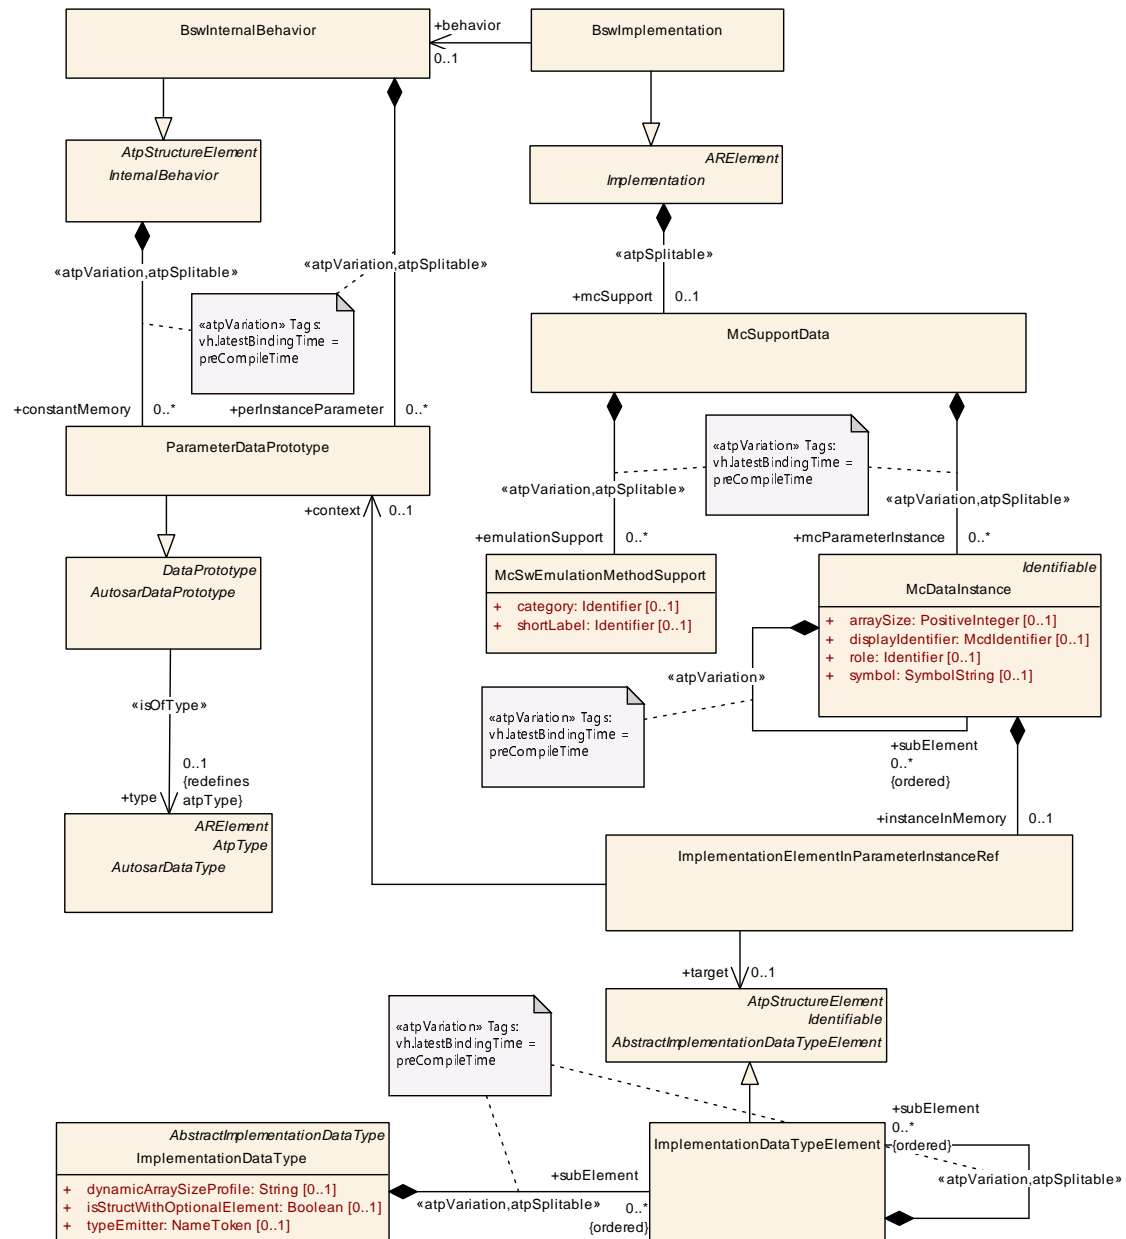 BswInternalBehavior
+behavior
0..1
BswImplementation
AtpStructureElement
InternalBehavior
ARElement
Implementation
«atpVariation,atpSplitable»
«atpVariation,atpSplitable»
«atpSplitable»
+mcSupport 0..1
«atpVariation» Tags:
vh.latestBindingTime =
preCompileTime
McSupportData
+constantMemory 0..*
+perInstanceParameter 0..*
ParameterDataPrototype
«atpVariation» Tags:
vh.latestBindingTime =
preCompileTime
«atpVariation,atpSplitable»
«atpVariation,atpSplitable»
+context 0..1
+emulationSupport 0..*
+mcParameterInstance 0..*
DataPrototype
AutosarDataPrototype
McSwEmulationMethodSupport
+ category: Identifier [0..1]
+ shortLabel: Identifier [0..1]
Identifiable
McDataInstance
+ arraySize: PositiveInteger [0..1]
+ displayIdentifier: McdIdentifier [0..1]
+ role: Identifier [0..1]
+ symbol: SymbolString [0..1]
«atpVariation»
«isOfType»
«atpVariation» Tags:
vh.latestBindingTime =
preCompileTime
+subElement
0..*
{ordered}
0..1
{redefines
atpType}
+type
+instanceInMemory 0..1
ARElement
AtpType
AutosarDataType
ImplementationElementInParameterInstanceRef
+target 0..1
AtpStructureElement
Identifiable
AbstractImplementationDataTypeElement
«atpVariation» Tags:
vh.latestBindingTime =
preCompileTime
+subElement
0..*
{ordered}
«atpVariation,atpSplitable»
AbstractImplementationDataType
ImplementationDataType
+ dynamicArraySizeProfile: String [0..1]
+ isStructWithOptionalElement: Boolean [0..1]
+ typeEmitter: NameToken [0..1]
+subElement
«atpVariation,atpSplitable»
0..*
{ordered}
ImplementationDataTypeElement